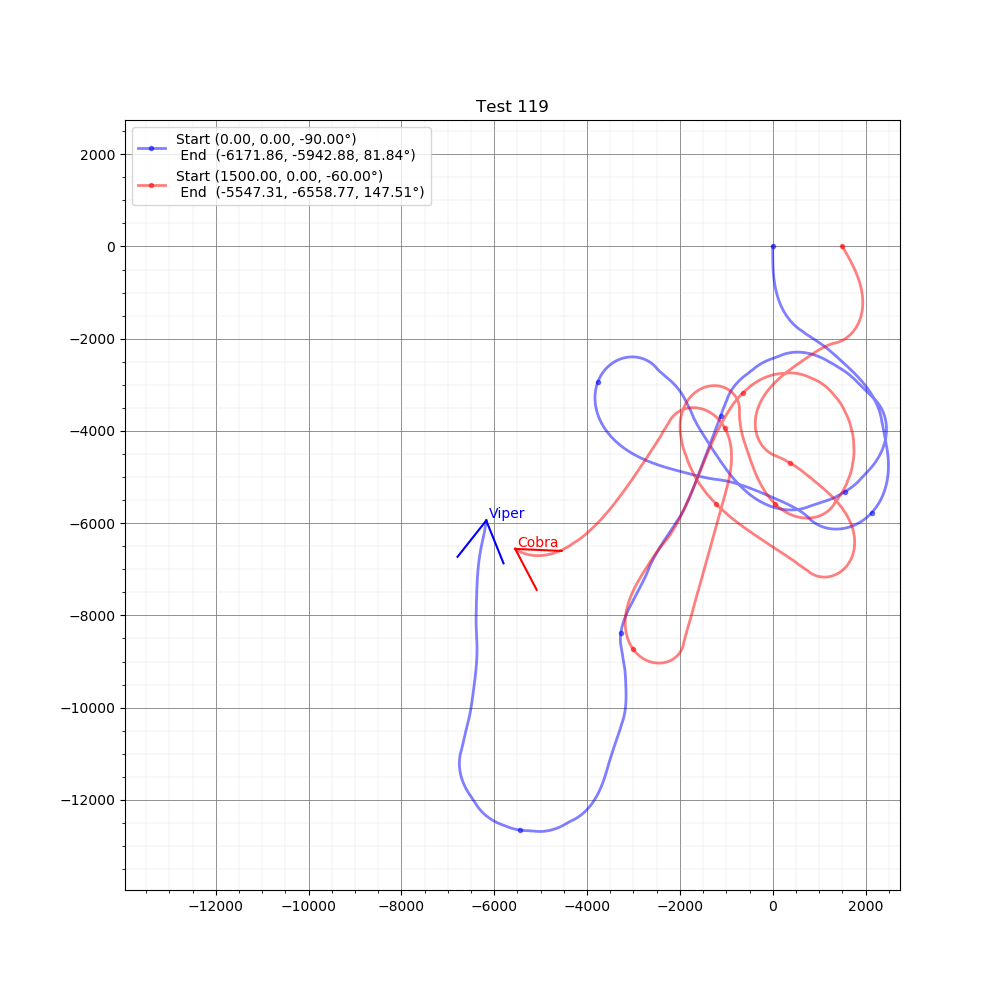 Test 119
Start (0.00, 0.00, -90.00°)
End (-6171.86, -5942.88, 81.84°)
Start (1500.00, 0.00, -60.00°)
End (-5547.31, -6558.77, 147.51°)
2000
0
−2000
−4000
−6000
−8000
−10000
−12000
Viper
Cobra
−12000 −10000 −8000 −6000 −4000 −2000 0 2000